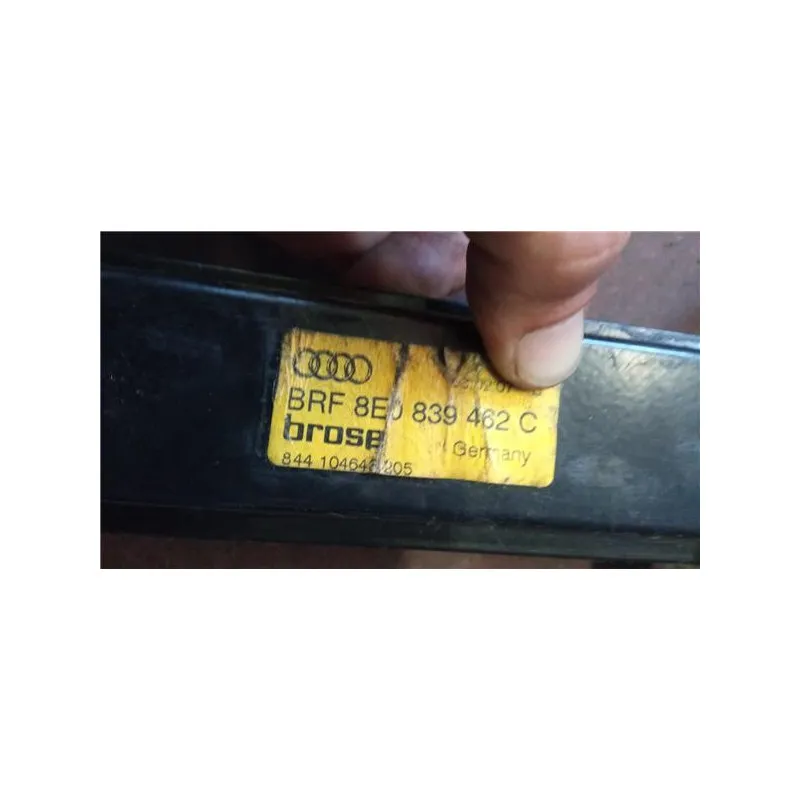 BRF 8E0 839 462 C
brose
Germany
844 104646 205